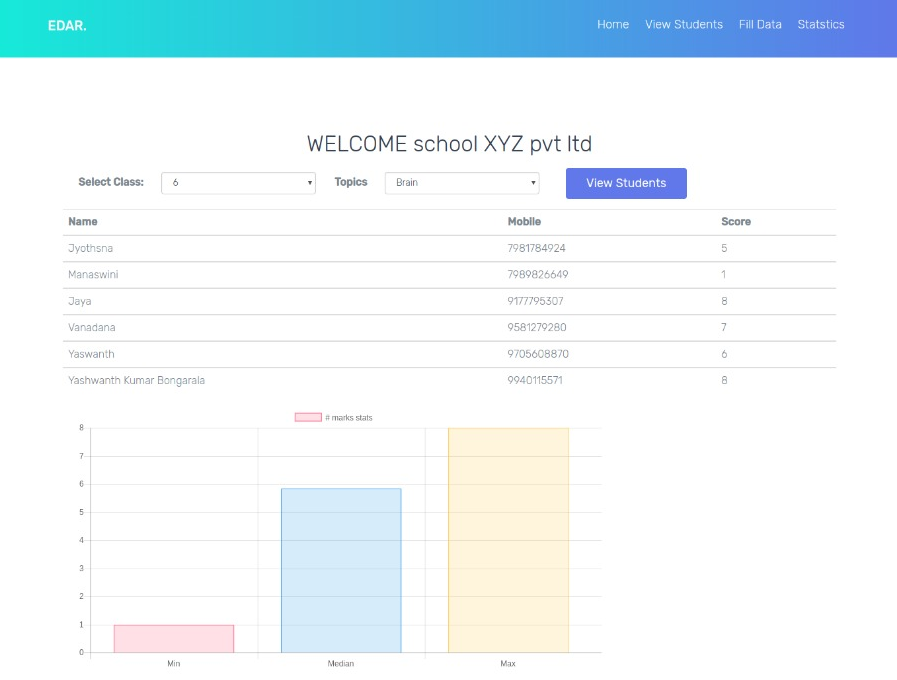 EDAR. Home View Students Fill Data Statstics
WELCOME school XYZ pvt ltd
Select Class: 6 Topics Brain View Students
Name Mobile Score
Jyothsna 7981784924 5
Manaswini 7989826649 1
Jaya 9177795307 8
Vanadana 9581279280 7
Yaswanth 9705608870 6
Yashwanth Kumar Bongarala 9940115571 8
# marks stats
8
7
6
5
4
3
2
1
0
Min Median Max